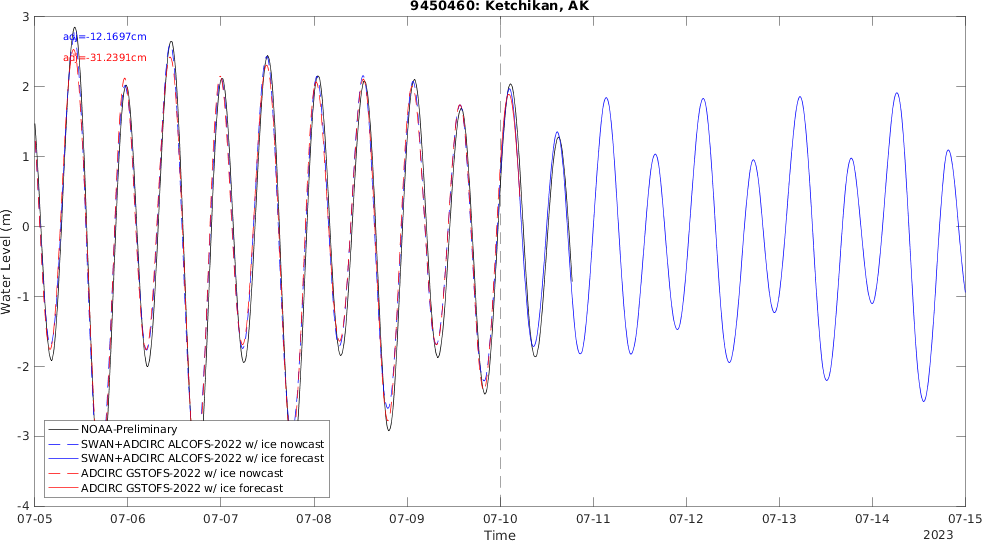 9450460: Ketchikan, AK
adj=-12.1697cm
adj=-31.2391cm
Water Level (m)
3
2
1
0
-1
-2
-3
-4
NOAA-Preliminary
SWAN+ADCIRC ALCOFS-2022 w/ ice nowcast
SWAN+ADCIRC ALCOFS-2022 w/ ice forecast
ADCIRC GSTOFS-2022 w/ ice nowcast
ADCIRC GSTOFS-2022 w/ ice forecast
07-05 07-06 07-07 07-08 07-09 07-10 07-11 07-12 07-13 07-14 07-15
Time
2023